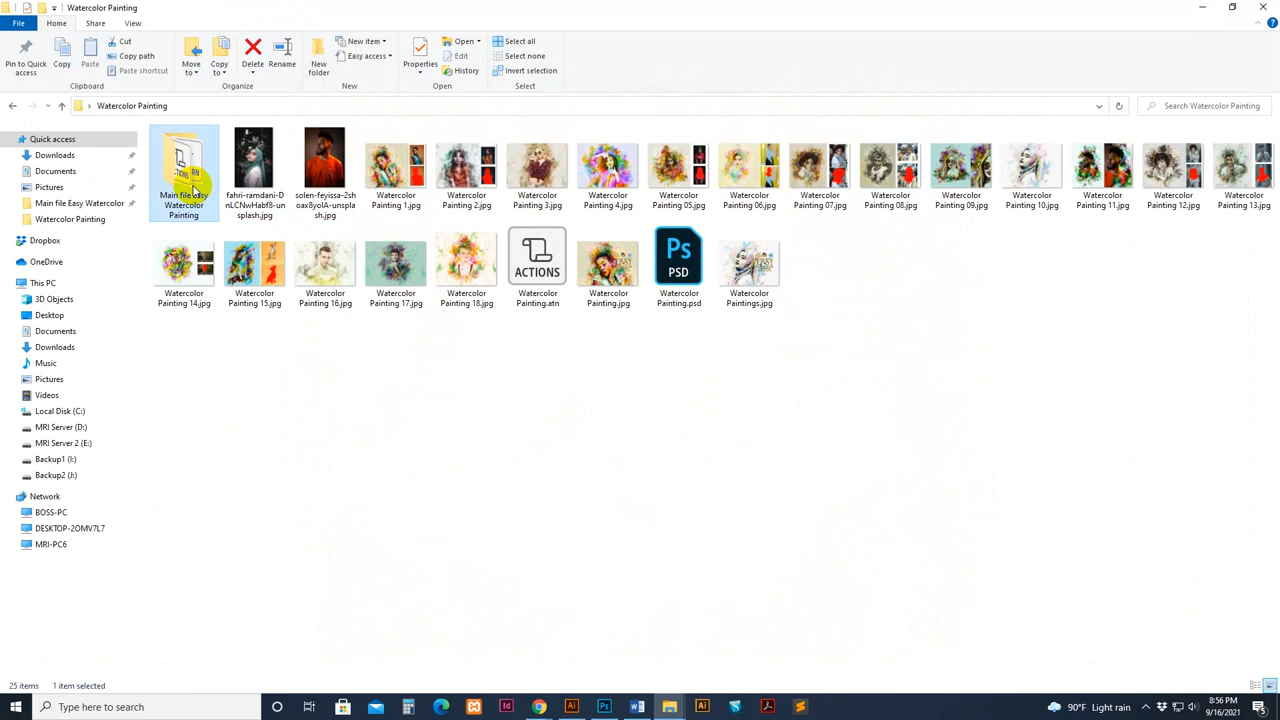 Watercolor Painting
File
Home
Share
View
Pin to Quick
access
Copy
Paste
Cut
Copy path
Paste shortcut
Clipboard
Move
to
Copy
to
Delete
Rename
Organize
New
folder
New item
Easy access
New
Properties
Open
Edit
History
Open
Select all
Select none
Invert selection
Select
Watercolor Painting
Search Watercolor Painting
Quick access
Downloads
Documents
Pictures
Main file Easy Watercolor
Watercolor Painting
Dropbox
OneDrive
This PC
3D Objects
Desktop
Documents
Downloads
Music
Pictures
Videos
Local Disk (C:)
MRI Server (D:)
MRI Server 2 (E:)
Backup1 (I:)
Backup2 (J:)
Network
BOSS-PC
DESKTOP-2OMV7L7
MRI-PC6
Main file Easy
Watercolor
Painting
fahri-ramdani-D
nLCNwHabf8-un
splash.jpg
solen-feyissa-2sh
oax8yolA-unspla
sh.jpg
Watercolor
Painting 1.jpg
Watercolor
Painting 2.jpg
Watercolor
Painting 3.jpg
Watercolor
Painting 4.jpg
Watercolor
Painting 05.jpg
Watercolor
Painting 06.jpg
Watercolor
Painting 07.jpg
Watercolor
Painting 08.jpg
Watercolor
Painting 09.jpg
Watercolor
Painting 10.jpg
Watercolor
Painting 11.jpg
Watercolor
Painting 12.jpg
Watercolor
Painting 13.jpg
Watercolor
Painting 14.jpg
Watercolor
Painting 15.jpg
Watercolor
Painting 16.jpg
Watercolor
Painting 17.jpg
Watercolor
Painting 18.jpg
ACTIONS
Watercolor
Painting.atn
Watercolor
Painting.jpg
Ps
PSD
Watercolor
Painting.psd
Watercolor
Paintings.jpg
25 items
1 item selected
Type here to search
90°F Light rain
8:56 PM
9/16/2021